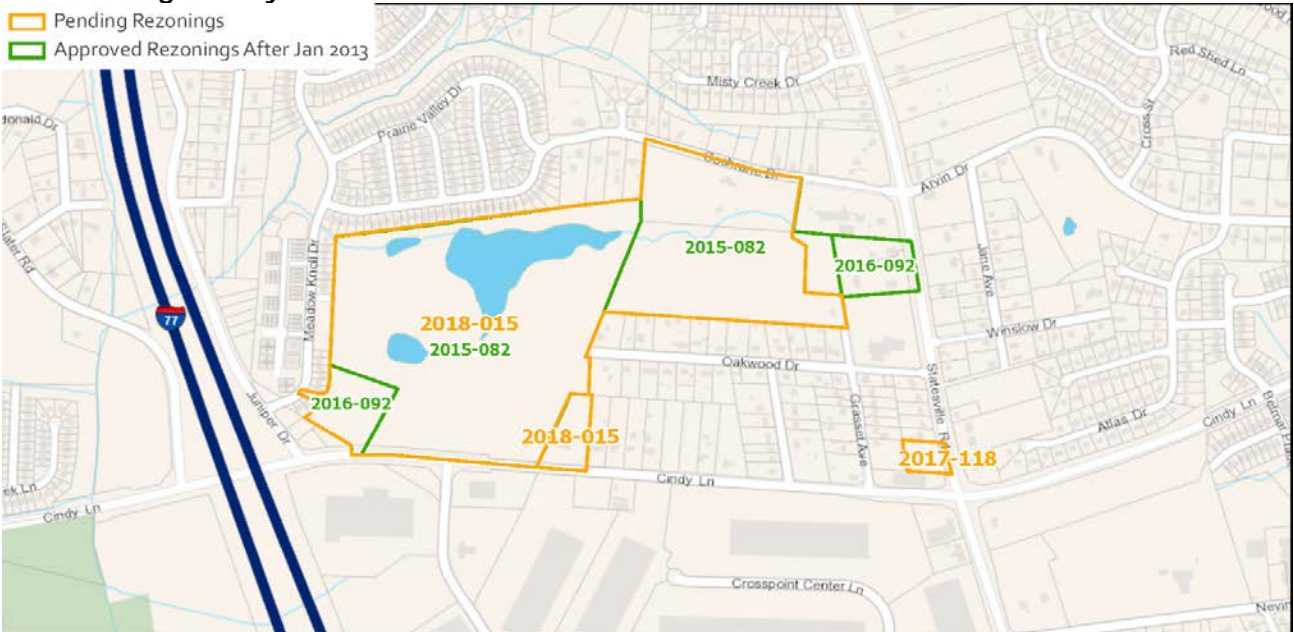 Pending Rezonings
Approved Rezonings After Jan 2013
Misty Creek Dr
Red Shed Ln
Prairie Valley Dr
Cross St
Cochrane Dr
Arvin Dr
2015-082
2016-092
Jane Ave
Meadow Knoll Dr
77
2018-015
2015-082
Winslow Dr
Oakwood Dr
Statesville Rd
Juniper Dr
2016-092
Grasset Ave
Atlas Dr
Cindy Ln
2018-015
2017-118
Cindy Ln
Cindy Ln
Crosspoint Center Ln